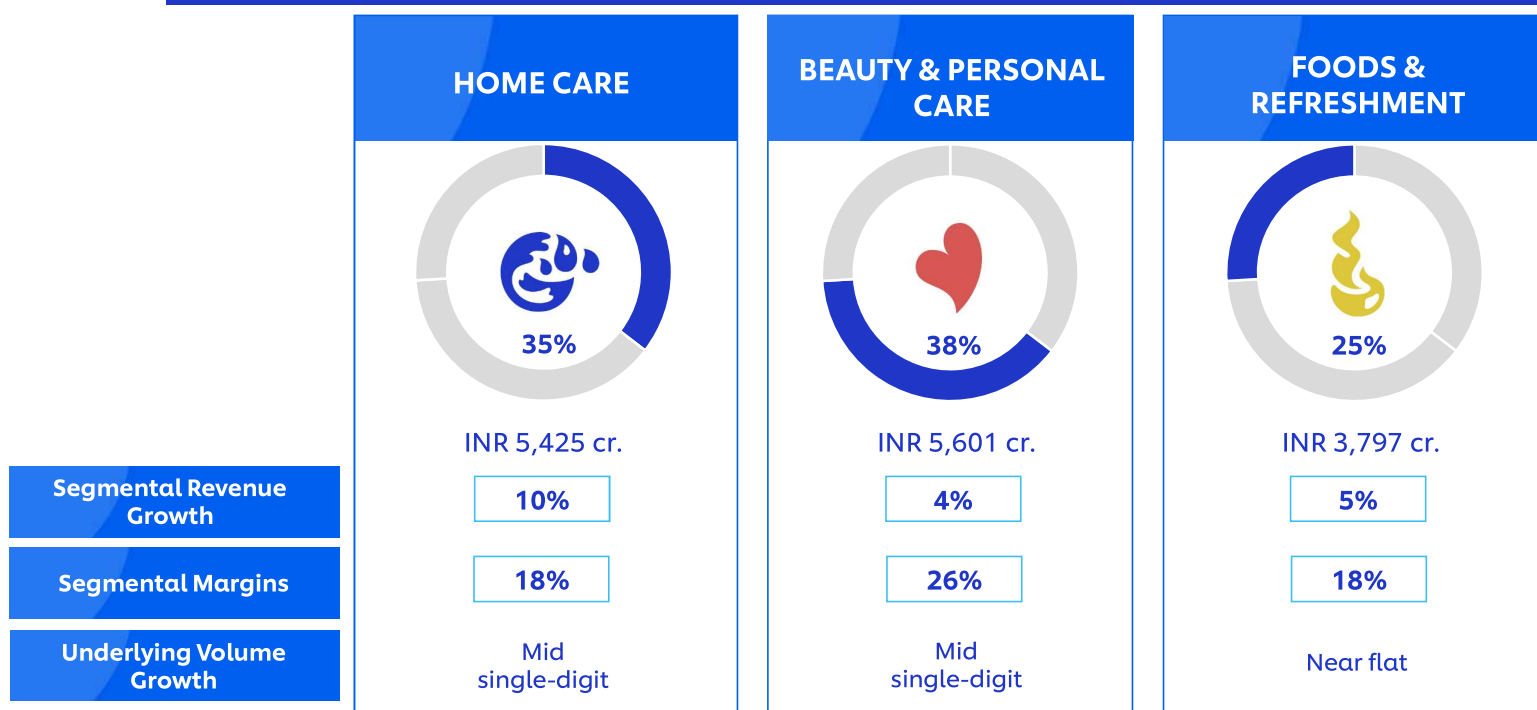 HOME CARE
BEAUTY & PERSONAL
CARE
FOODS &
REFRESHMENT
35%
38%
25%
INR 5,425 cr.
INR 5,601 cr.
INR 3,797 cr.
Segmental Revenue
Growth
10%
4%
5%
Segmental Margins
18%
26%
18%
Underlying Volume
Growth
Mid
single-digit
Mid
single-digit
Near flat